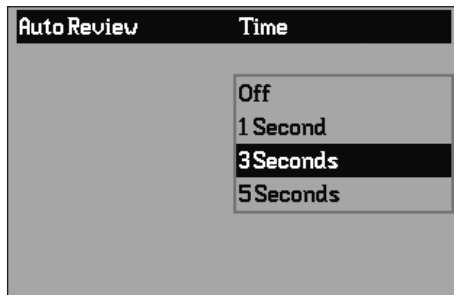 Auto Review Time
Off
1 Second
3 Seconds
5 Seconds